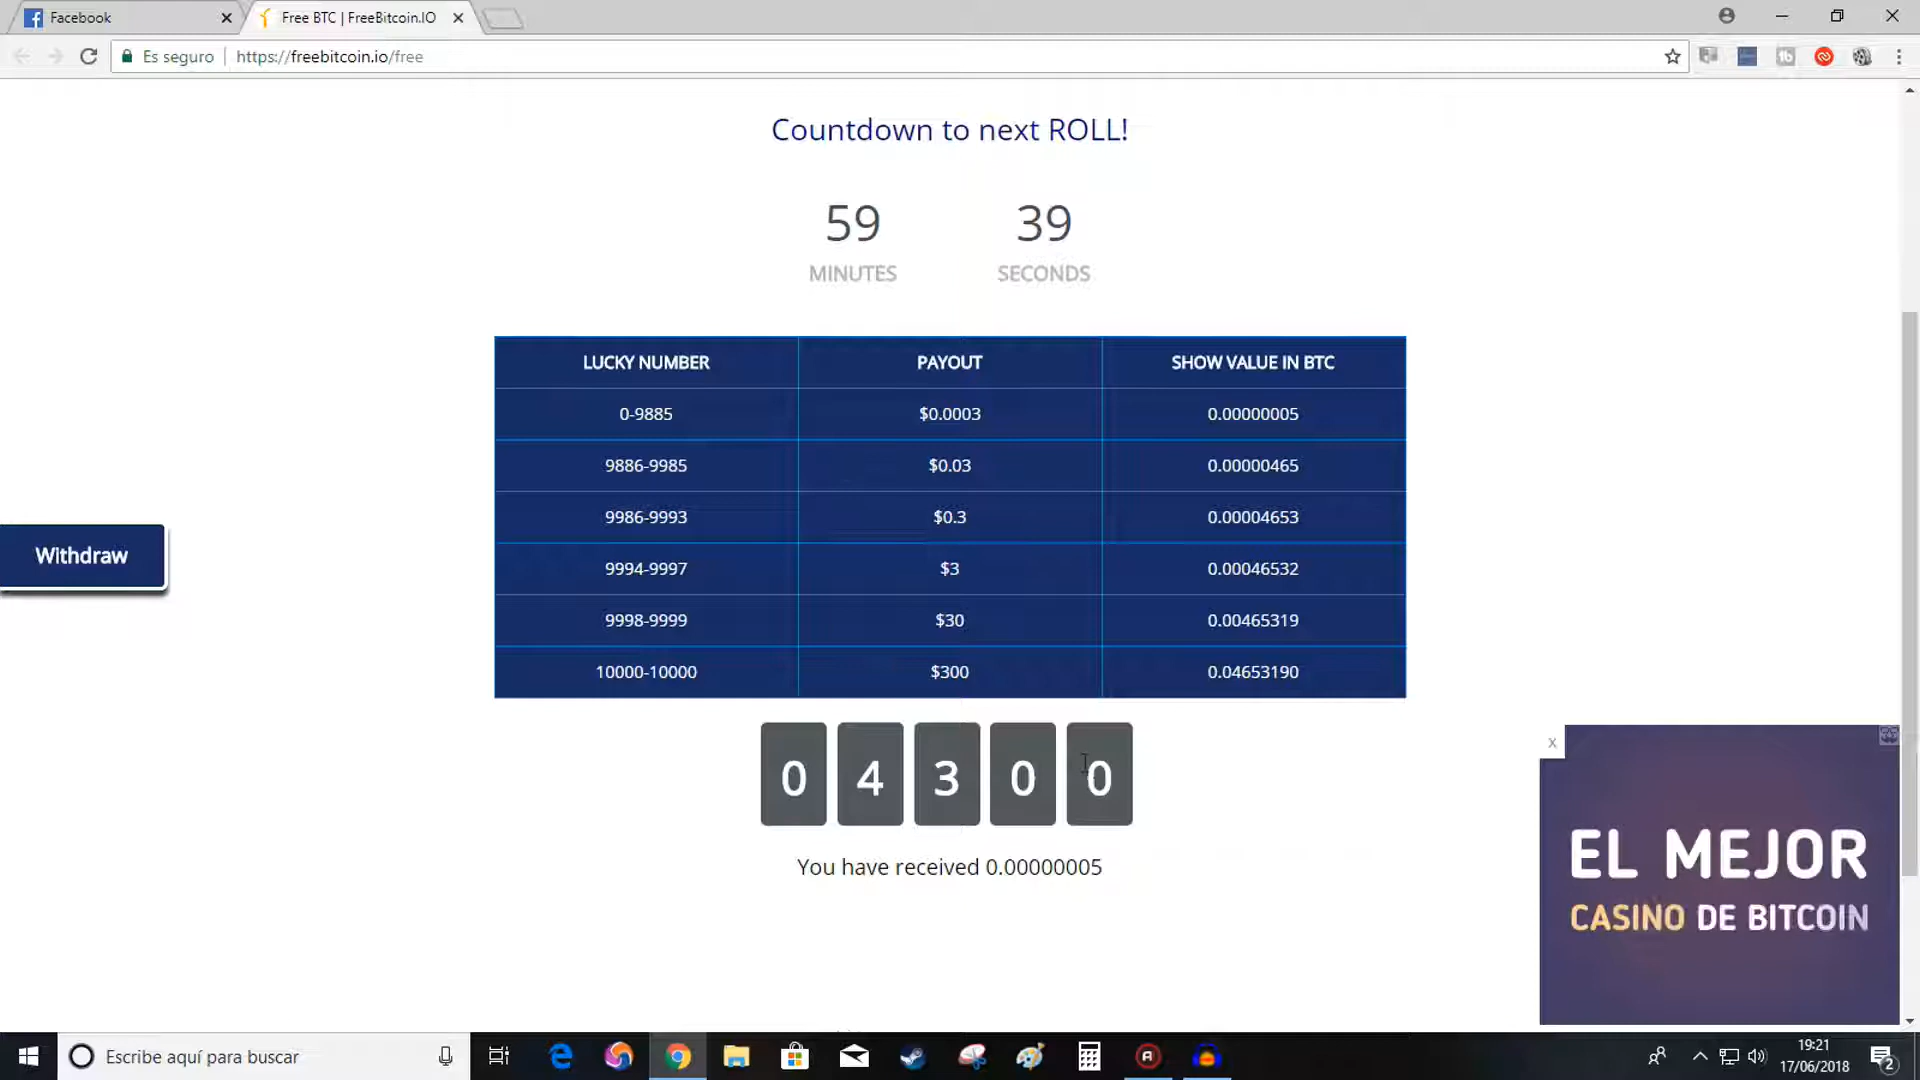 Facebook
Free BTC | FreeBitcoin.IO
Es seguro
https://freebitcoin.io/free
Countdown to next ROLL!
59 39
MINUTES SECONDS
LUCKY NUMBER PAYOUT SHOW VALUE IN BTC
0-9885 $0.0003 0.00000005
9886-9985 $0.03 0.00000465
9986-9993 $0.3 0.00004653
9994-9997 $3 0.00046532
9998-9999 $30 0.00465319
10000-10000 $300 0.04653190
Withdraw
0 4 3 0 0
You have received 0.00000005
x
EL MEJOR
CASINO DE BITCOIN
Escribe aquí para buscar
19:21
17/06/2018
2